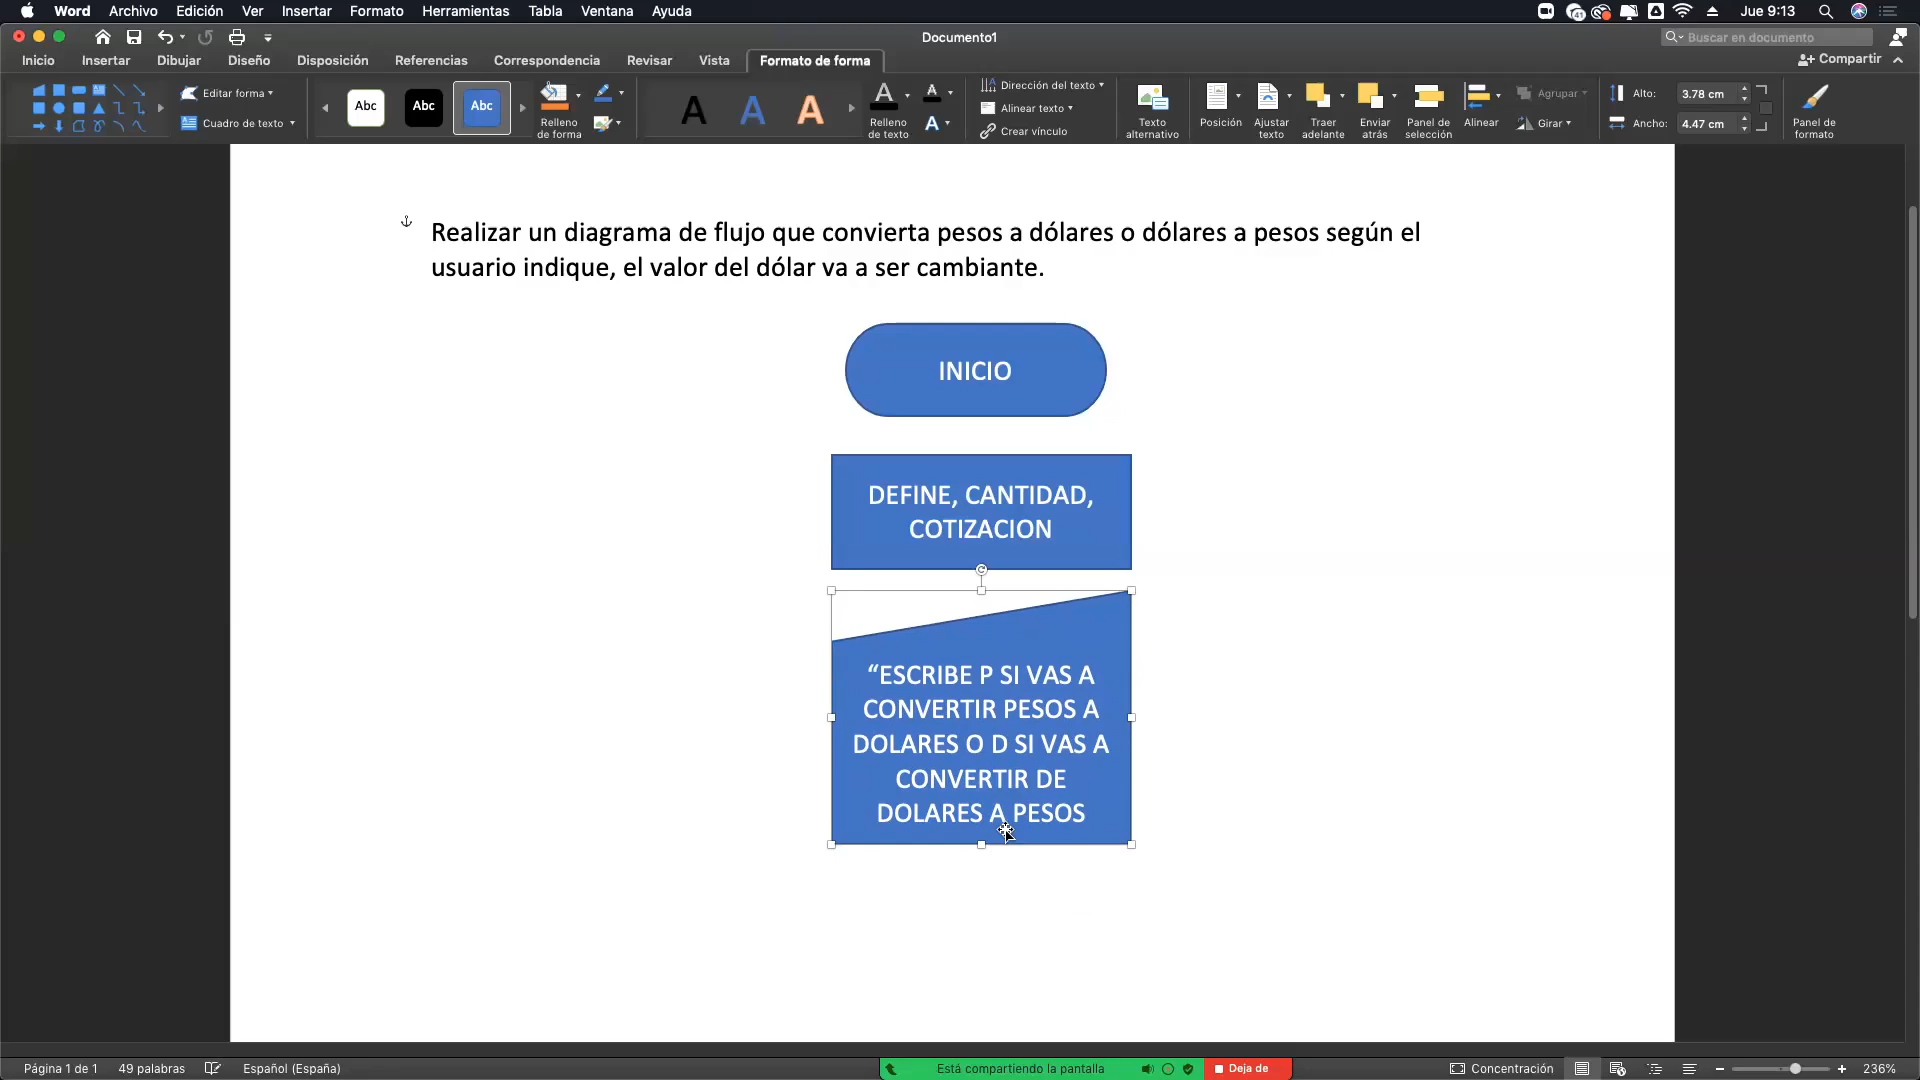 Word Archivo Edición Ver Insertar Formato Herramientas Tabla Ventana Ayuda
41
Jue 9:13
Documento1
Buscar en documento
Inicio Insertar Dibujar Diseño Disposición Referencias Correspondencia Revisar Vista Formato de forma
Compartir
Editar forma
Cuadro de texto
Abc Abc Abc
Relleno
de forma
A A A
Relleno
de texto
A
A
Dirección del texto
Alinear texto
Crear vínculo
Texto
alternativo
Posición
Ajustar
texto
Traer
adelante
Enviar
atrás
Panel de
selección
Alinear
Agrupar
Girar
Alto: 3.78 cm
Ancho: 4.47 cm
Panel de
formato
Realizar un diagrama de flujo que convierta pesos a dólares o dólares a pesos según el
usuario indique, el valor del dólar va a ser cambiante.
INICIO
DEFINE, CANTIDAD,
COTIZACION
“ESCRIBE P SI VAS A
CONVERTIR PESOS A
DOLARES O D SI VAS A
CONVERTIR DE
DOLARES A PESOS
Página 1 de 1 49 palabras Español (España)
Está compartiendo la pantalla
Deja de
Concentración
236%